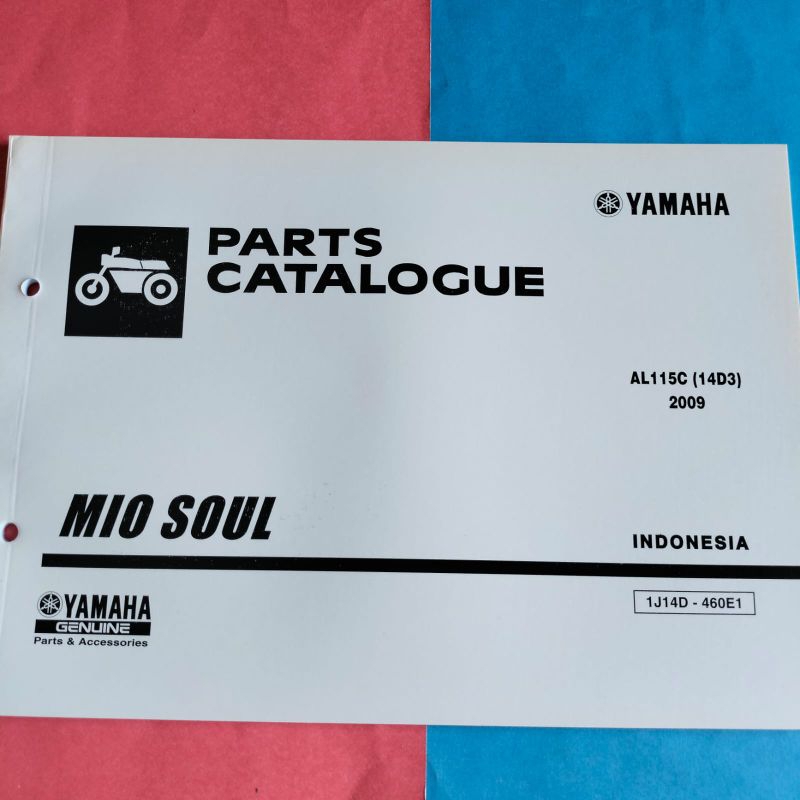 YAMAHA
PARTS
CATALOGUE
AL115C (14D3)
2009
MIO SOUL
INDONESIA
YAMAHA
GENUINE
Parts & Accessories
1J14D - 460E1